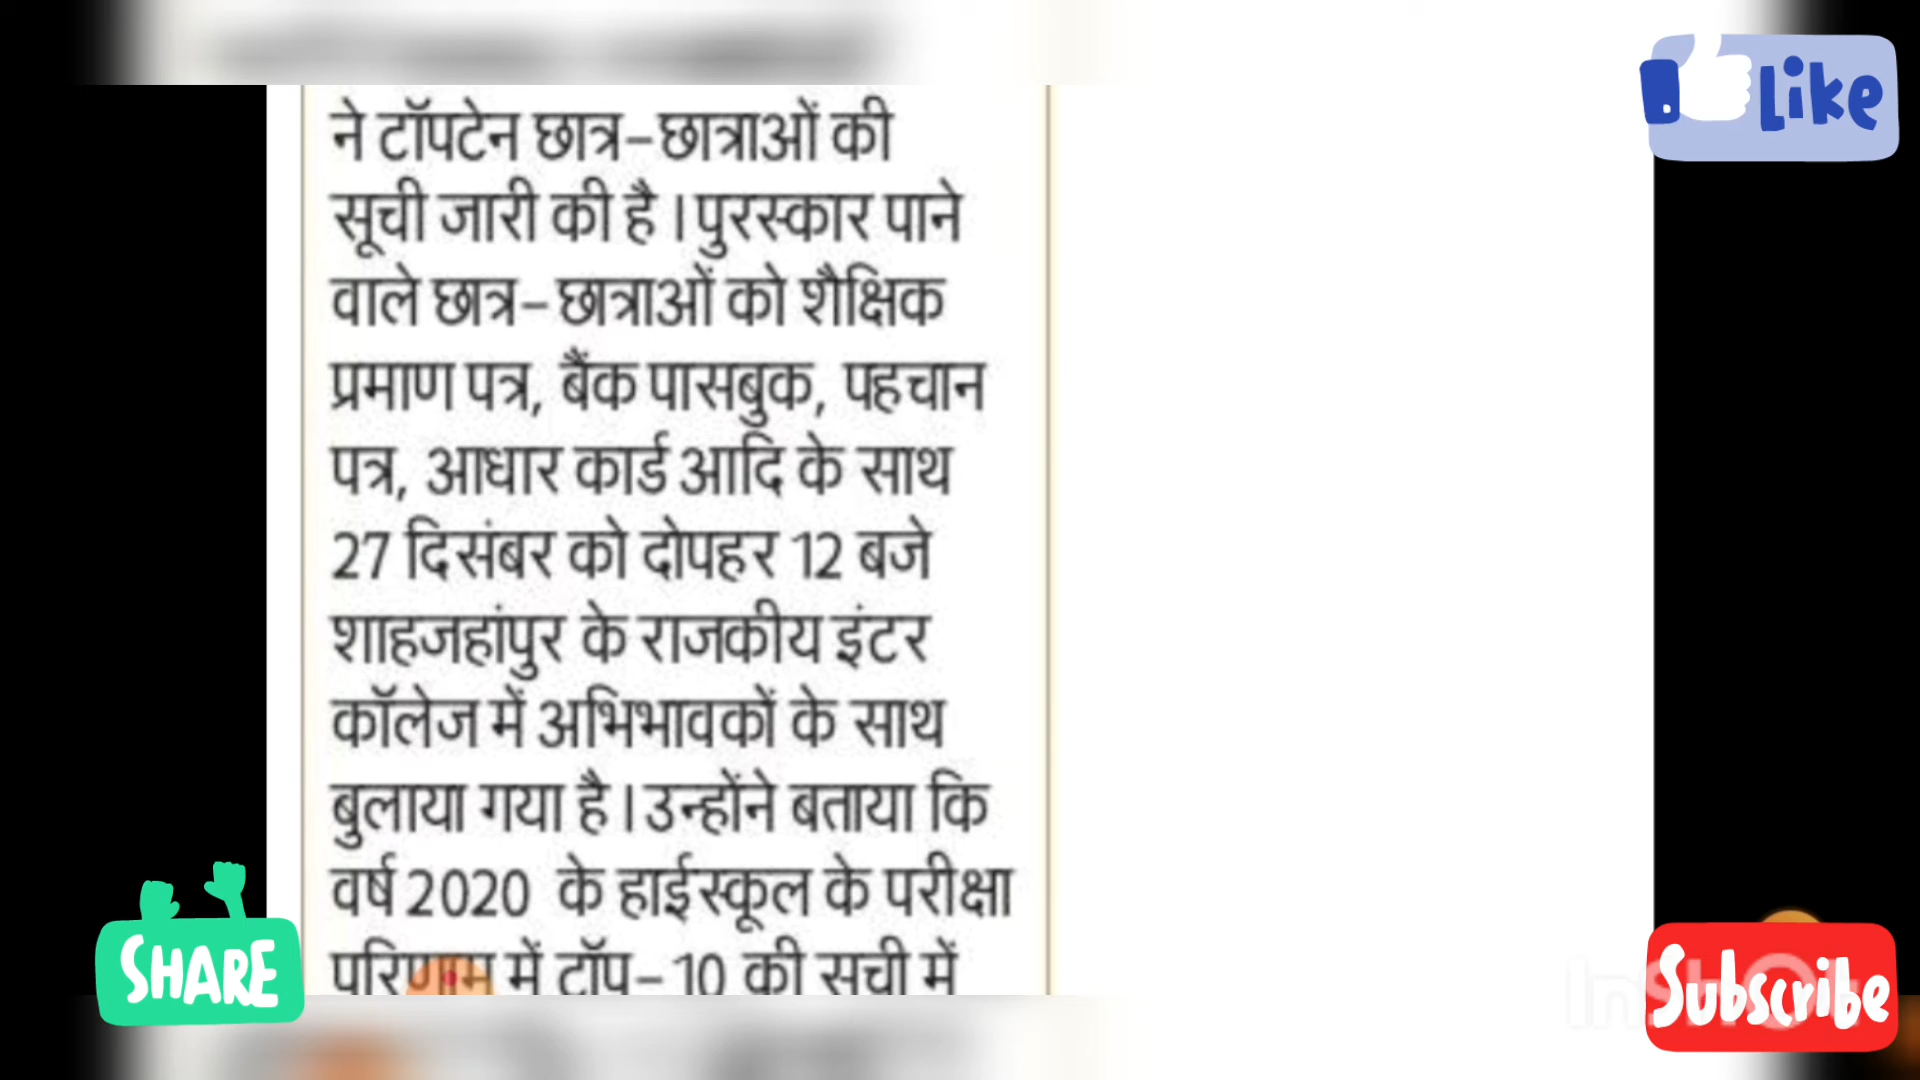 Like
ने टॉपटेन छात्र-छात्राओं की
सूची जारी की है। पुरस्कार पाने
वाले छात्र-छात्राओं को शैक्षिक
प्रमाण पत्र, बैंक पासबुक, पहचान
पत्र, आधार कार्ड आदि के साथ
27 दिसंबर को दोपहर 12 बजे
शाहजहांपुर के राजकीय इंटर
कॉलेज में अभिभावकों के साथ
बुलाया गया है। उन्होंने बताया कि
वर्ष 2020 के हाईस्कूल के परीक्षा
परिणाम में टॉप-10 की सूची में
SHARE
Subscribe